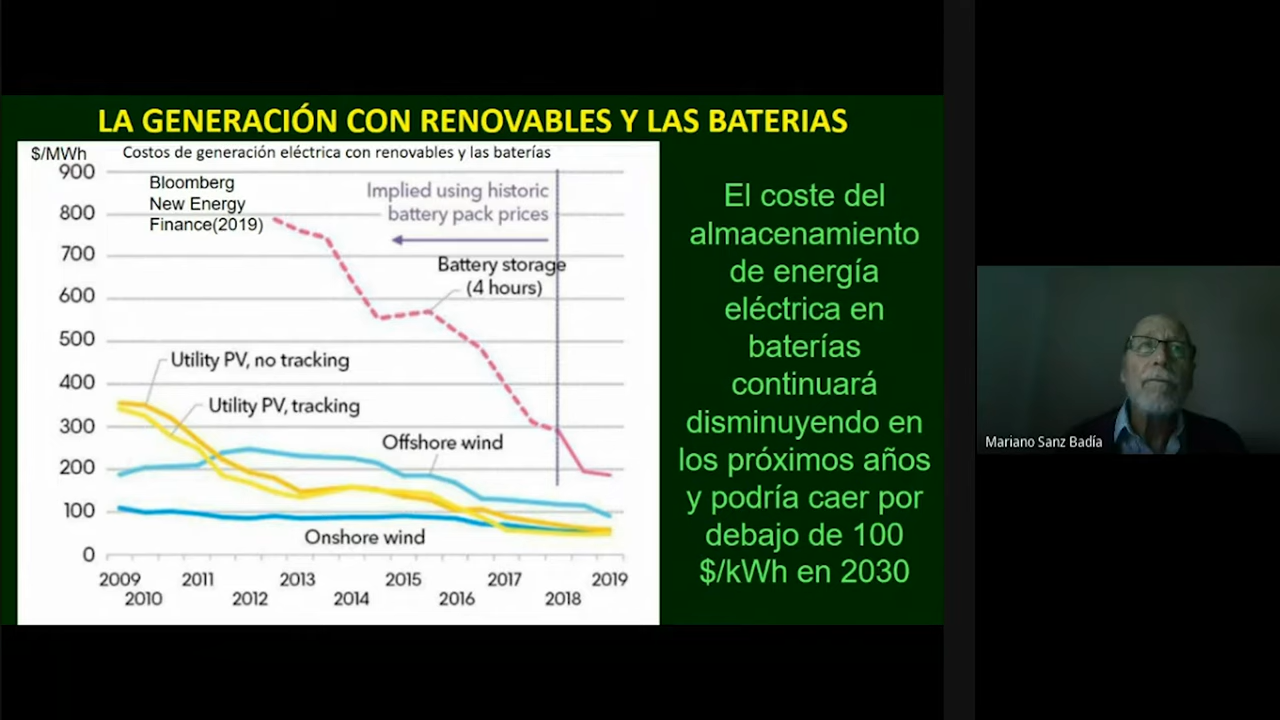 LA GENERACIÓN CON RENOVABLES Y LAS BATERIAS
$/MWh
Costos de generación eléctrica con renovables y las baterías
900
800
700
600
500
400
300
200
100
0
Bloomberg
New Energy
Finance(2019)
Implied using historic
battery pack prices
Battery storage
(4 hours)
Utility PV, no tracking
Utility PV, tracking
Offshore wind
Onshore wind
2009
2010
2011
2012
2013
2014
2015
2016
2017
2018
2019
El coste del
almacenamiento
de energía
eléctrica en
baterías
continuará
disminuyendo en
los próximos años
y podría caer por
debajo de 100
$/kWh en 2030
Mariano Sanz Badía